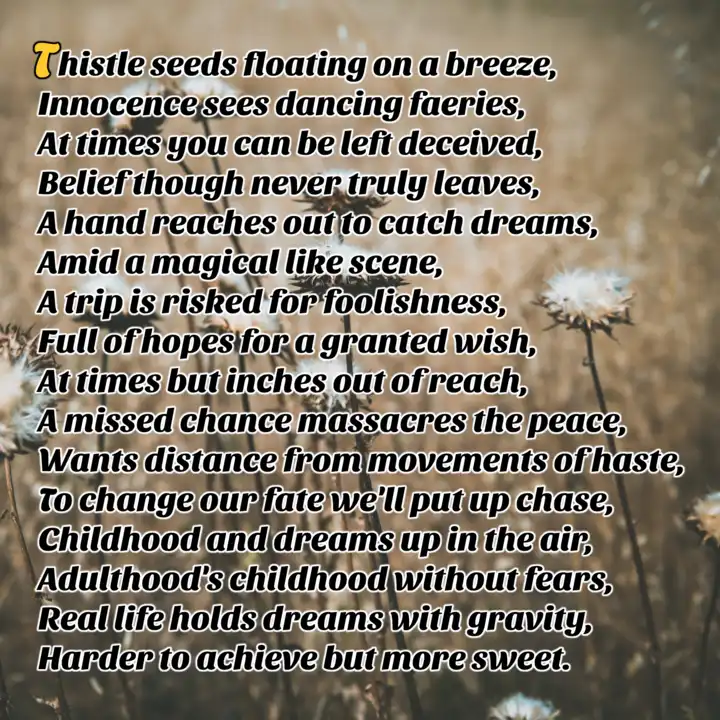 Thistle seeds floating on a breeze,
Innocence sees dancing faeries,
At times you can be left deceived,
Belief though never truly leaves,
A hand reaches out to catch dreams,
Amid a magical like scene,
A trip is risked for foolishness,
Full of hopes for a granted wish,
At times but inches out of reach,
A missed chance massacres the peace,
Wants distance from movements of haste,
To change our fate we'll put up chase,
Childhood and dreams up in the air,
Adulthood's childhood without fears,
Real life holds dreams with gravity,
Harder to achieve but more sweet.